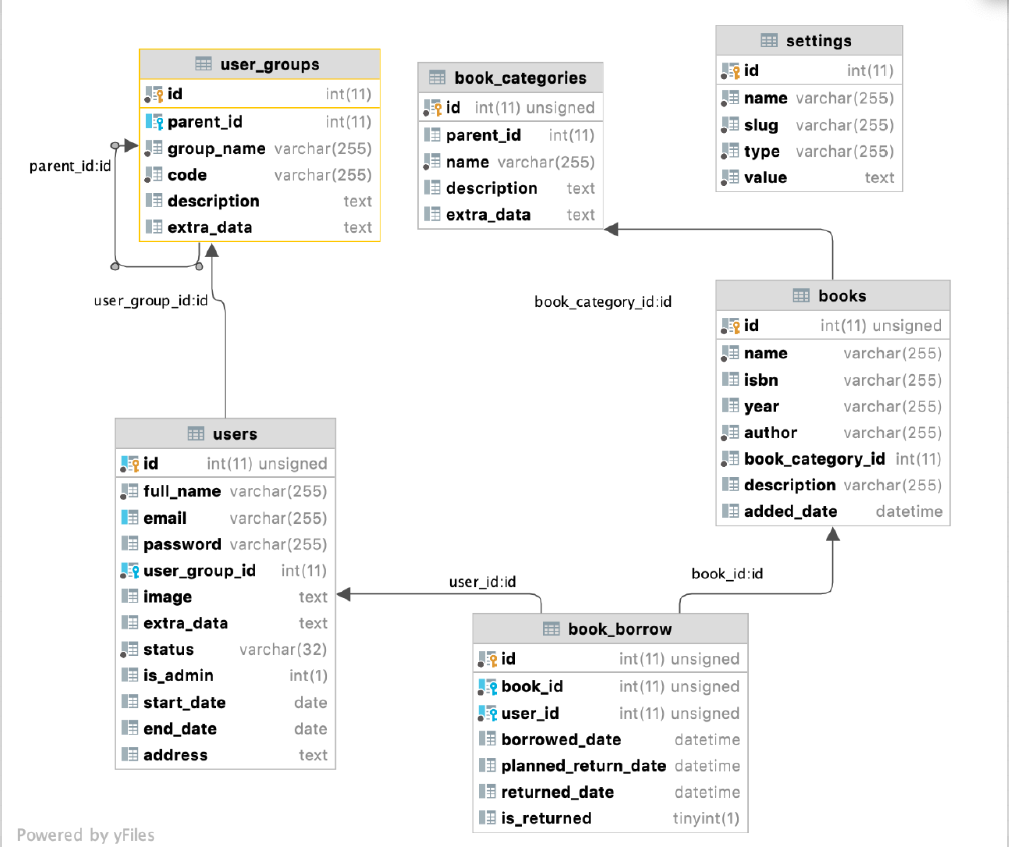 user_groups
id int(11)
parent_id int(11)
group_name varchar(255)
code varchar(255)
description text
extra_data text
parent_id:id
book_categories
id int(11) unsigned
parent_id int(11)
name varchar(255)
description text
extra_data text
settings
id int(11)
name varchar(255)
slug varchar(255)
type varchar(255)
value text
user_group_id:id
book_category_id:id
books
id int(11) unsigned
name varchar(255)
isbn varchar(255)
year varchar(255)
author varchar(255)
book_category_id int(11)
description varchar(255)
added_date datetime
users
id int(11) unsigned
full_name varchar(255)
email varchar(255)
password varchar(255)
user_group_id int(11)
image text
extra_data text
status varchar(32)
is_admin int(1)
start_date date
end_date date
address text
user_id:id
book_id:id
book_borrow
id int(11) unsigned
book_id int(11) unsigned
user_id int(11) unsigned
borrowed_date datetime
planned_return_date datetime
returned_date datetime
is_returned tinyint(1)
Powered by yFiles